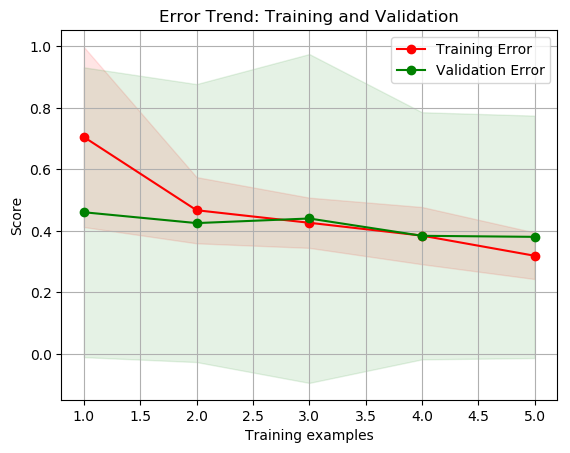 Error Trend: Training and Validation
Training Error
Validation Error
Score
1.0
0.8
0.6
0.4
0.2
0.0
1.0 1.5 2.0 2.5 3.0 3.5 4.0 4.5 5.0
Training examples